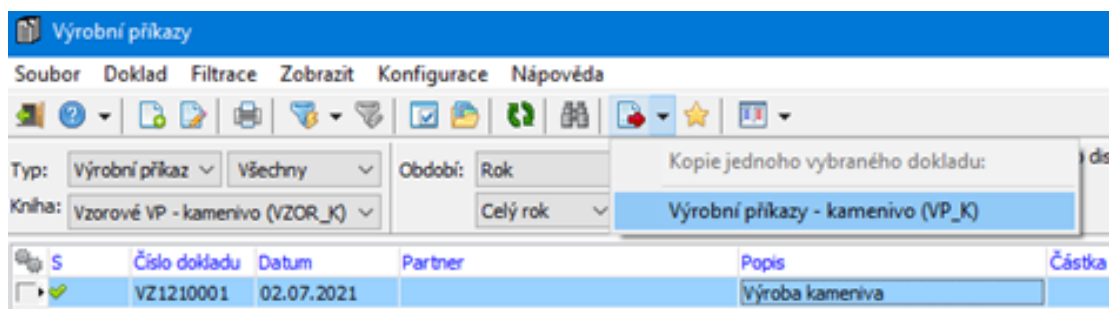 Výrobní příkazy
Soubor Doklad Filtrace Zobrazit Konfigurace Nápověda
Typ: Výrobní příkaz Všechny Období: Rok
Kopie jednoho vybraného dokladu:
Kniha: Vzorové VP - kamenivo (VZOR_K) Celý rok
Výrobní příkazy - kamenivo (VP_K)
S Číslo dokladu Datum Partner Popis Částka
VZ1210001 02.07.2021 Výroba kameniva